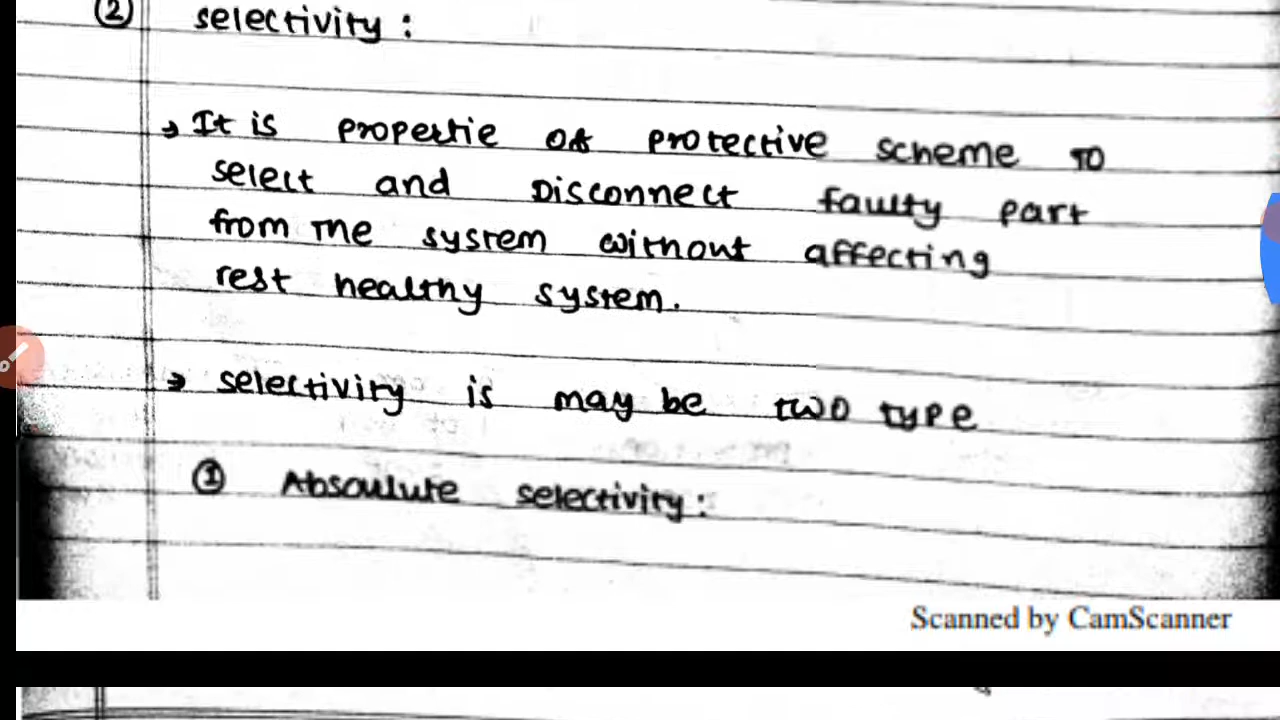 ② selectivity :
→ It is propertie of protective scheme to
select and Disconnect faulty part
from the system without affecting
rest healthy system.
→ selectivity is may be two type
① Absoulute selectivity :
Scanned by CamScanner